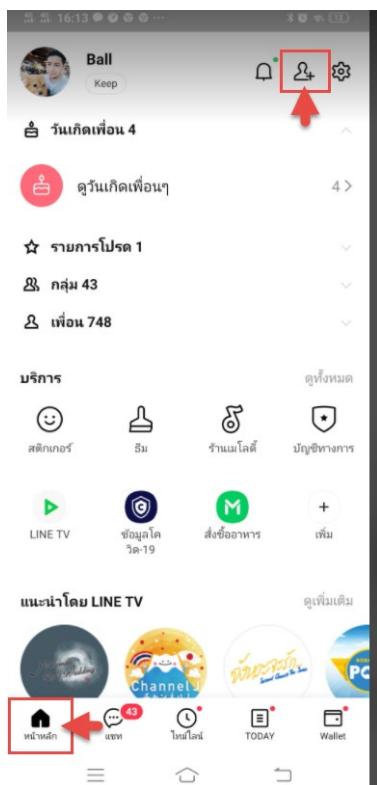 16:13
Ball
Keep
วันเกิดเพื่อน 4
ดูวันเกิดเพื่อนๆ
4
รายการโปรด 1
กลุ่ม 43
เพื่อน 748
บริการ
ดูทั้งหมด
สติกเกอร์
ธีม
ร้านเมโลดี้
บัญชีทางการ
LINE TV
ข้อมูลโค
วิด-19
สั่งซื้ออาหาร
เพิ่ม
แนะนำโดย LINE TV
ดูเพิ่มเติม
Channel J
43
หน้าหลัก
แชท
ไทม์ไลน์
TODAY
Wallet